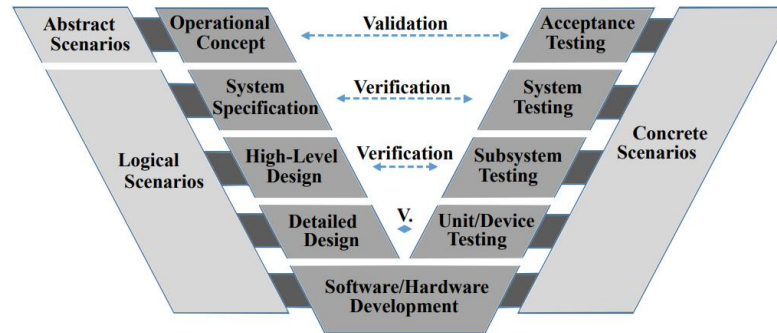 Abstract
Scenarios
Operational
Concept
Validation
Acceptance
Testing
System
Specification
Verification
System
Testing
Logical
Scenarios
High-Level
Design
Verification
Subsystem
Testing
Concrete
Scenarios
Detailed
Design
V.
Unit/Device
Testing
Software/Hardware
Development